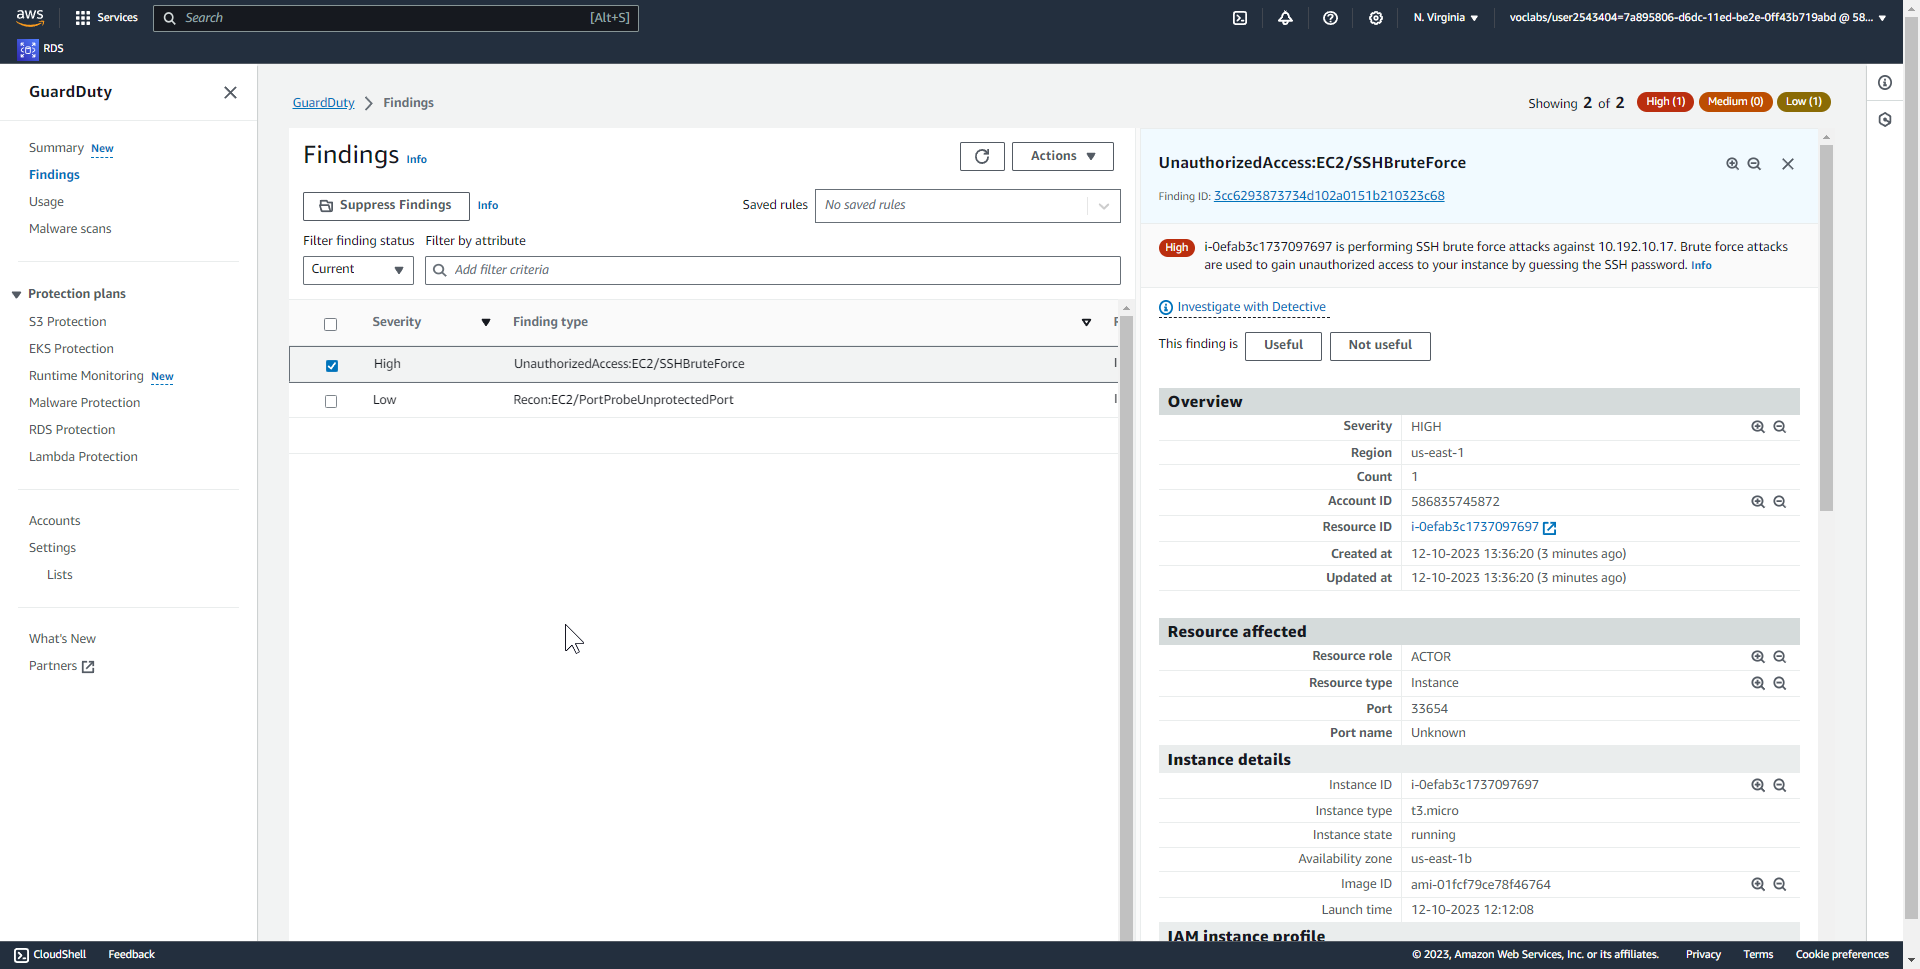 aws
Services
Search
[Alt+S]
N. Virginia
voclabs/user2543404=7a895806-d6dc-11ed-be2e-0ff43b719abd @ 58...
RDS
GuardDuty
Summary New
Findings
Usage
Malware scans
Protection plans
S3 Protection
EKS Protection
Runtime Monitoring New
Malware Protection
RDS Protection
Lambda Protection
Accounts
Settings
Lists
What's New
Partners
GuardDuty
Findings
Showing 2 of 2
High (1)
Medium (0)
Low (1)
Findings Info
Actions
Suppress Findings
Info
Saved rules
No saved rules
Filter finding status
Filter by attribute
Current
Add filter criteria
Severity
Finding type
High
UnauthorizedAccess:EC2/SSHBruteForce
Low
Recon:EC2/PortProbeUnprotectedPort
UnauthorizedAccess:EC2/SSHBruteForce
Finding ID: 3cc6293873734d102a0151b210323c68
High
i-0efab3c1737097697 is performing SSH brute force attacks against 10.192.10.17. Brute force attacks
are used to gain unauthorized access to your instance by guessing the SSH password. Info
Investigate with Detective
This finding is
Useful
Not useful
Overview
Severity HIGH
Region us-east-1
Count 1
Account ID 586835745872
Resource ID i-0efab3c1737097697
Created at 12-10-2023 13:36:20 (3 minutes ago)
Updated at 12-10-2023 13:36:20 (3 minutes ago)
Resource affected
Resource role ACTOR
Resource type Instance
Port 33654
Port name Unknown
Instance details
Instance ID i-0efab3c1737097697
Instance type t3.micro
Instance state running
Availability zone us-east-1b
Image ID ami-01fcf79ce78f46764
Launch time 12-10-2023 12:12:08
IAM instance profile
CloudShell
Feedback
© 2023, Amazon Web Services, Inc. or its affiliates.
Privacy
Terms
Cookie preferences